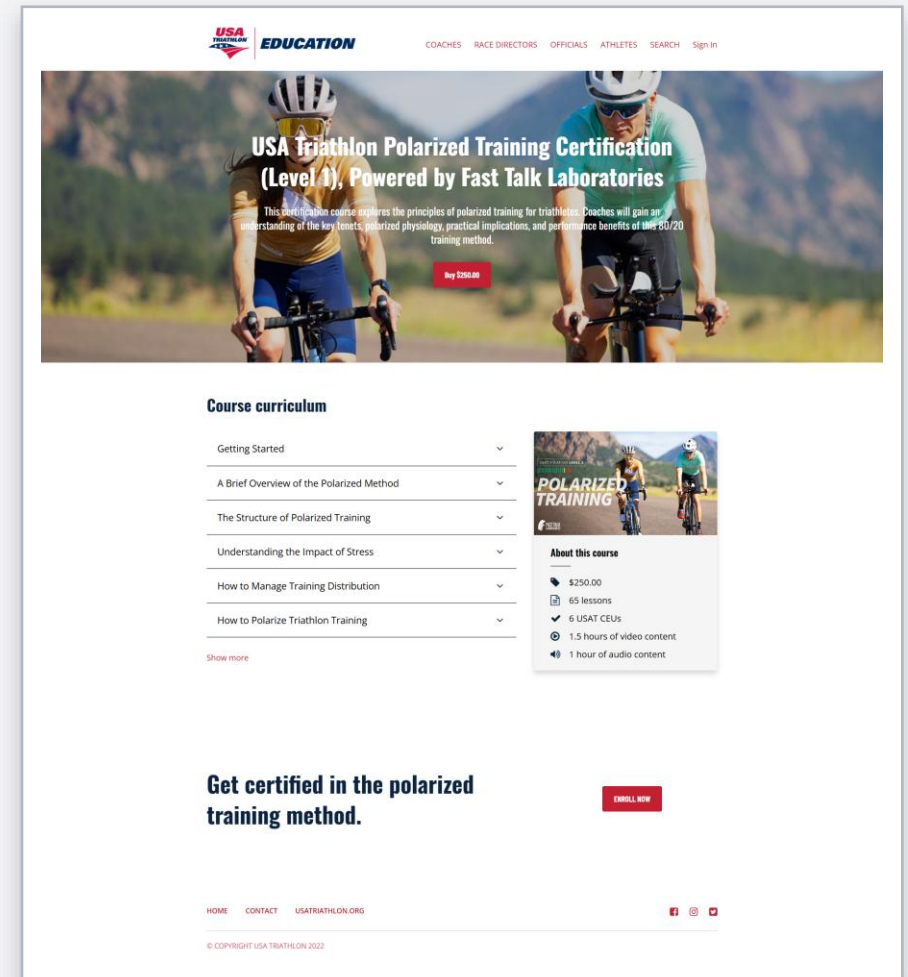 USA
TRIATHLON
EDUCATION
COACHES RACE DIRECTORS OFFICIALS ATHLETES SEARCH Sign In
USA Triathlon Polarized Training Certification
(Level 1), Powered by Fast Talk Laboratories
This certification course explores the principles of polarized training for triathletes. Coaches will gain an
understanding of the key tenets, polarized physiology, practical implications, and performance benefits of this 80/20
training method.
Buy $250.00
Course curriculum
Getting Started
A Brief Overview of the Polarized Method
The Structure of Polarized Training
Understanding the Impact of Stress
How to Manage Training Distribution
How to Polarize Triathlon Training
Show more
POLARIZED
TRAINING
About this course
$250.00
65 lessons
6 USAT CEUs
1.5 hours of video content
1 hour of audio content
Get certified in the polarized
training method.
ENROLL NOW
HOME CONTACT USATRIATHLON.ORG
© COPYRIGHT USA TRIATHLON 2022